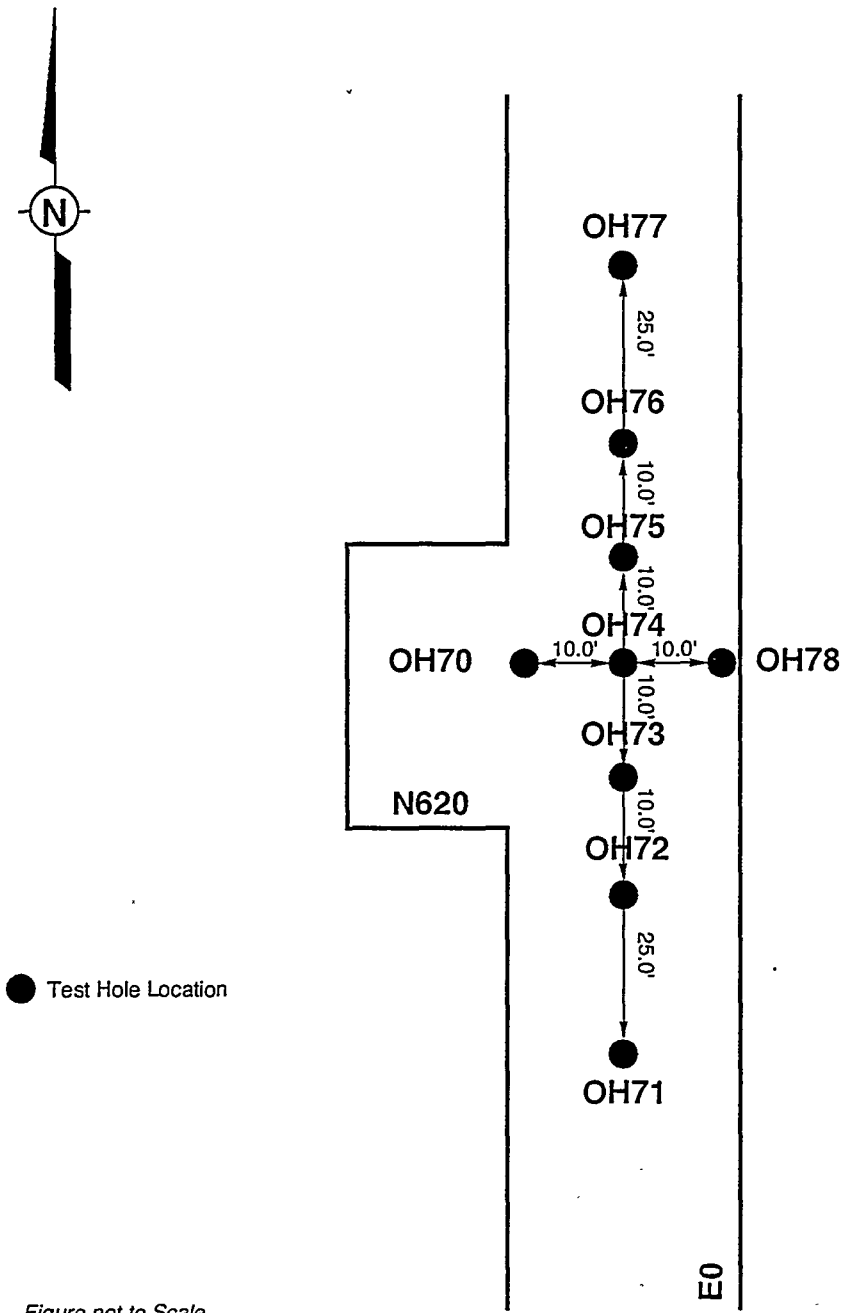 N
OH77
25.0'
OH76
10.0'
OH75
10.0'
OH74
OH70
10.0'
10.0'
OH78
10.0'
OH73
N620
10.0'
OH72
25.0'
Test Hole Location
OH71
E0
Figure not to Scale